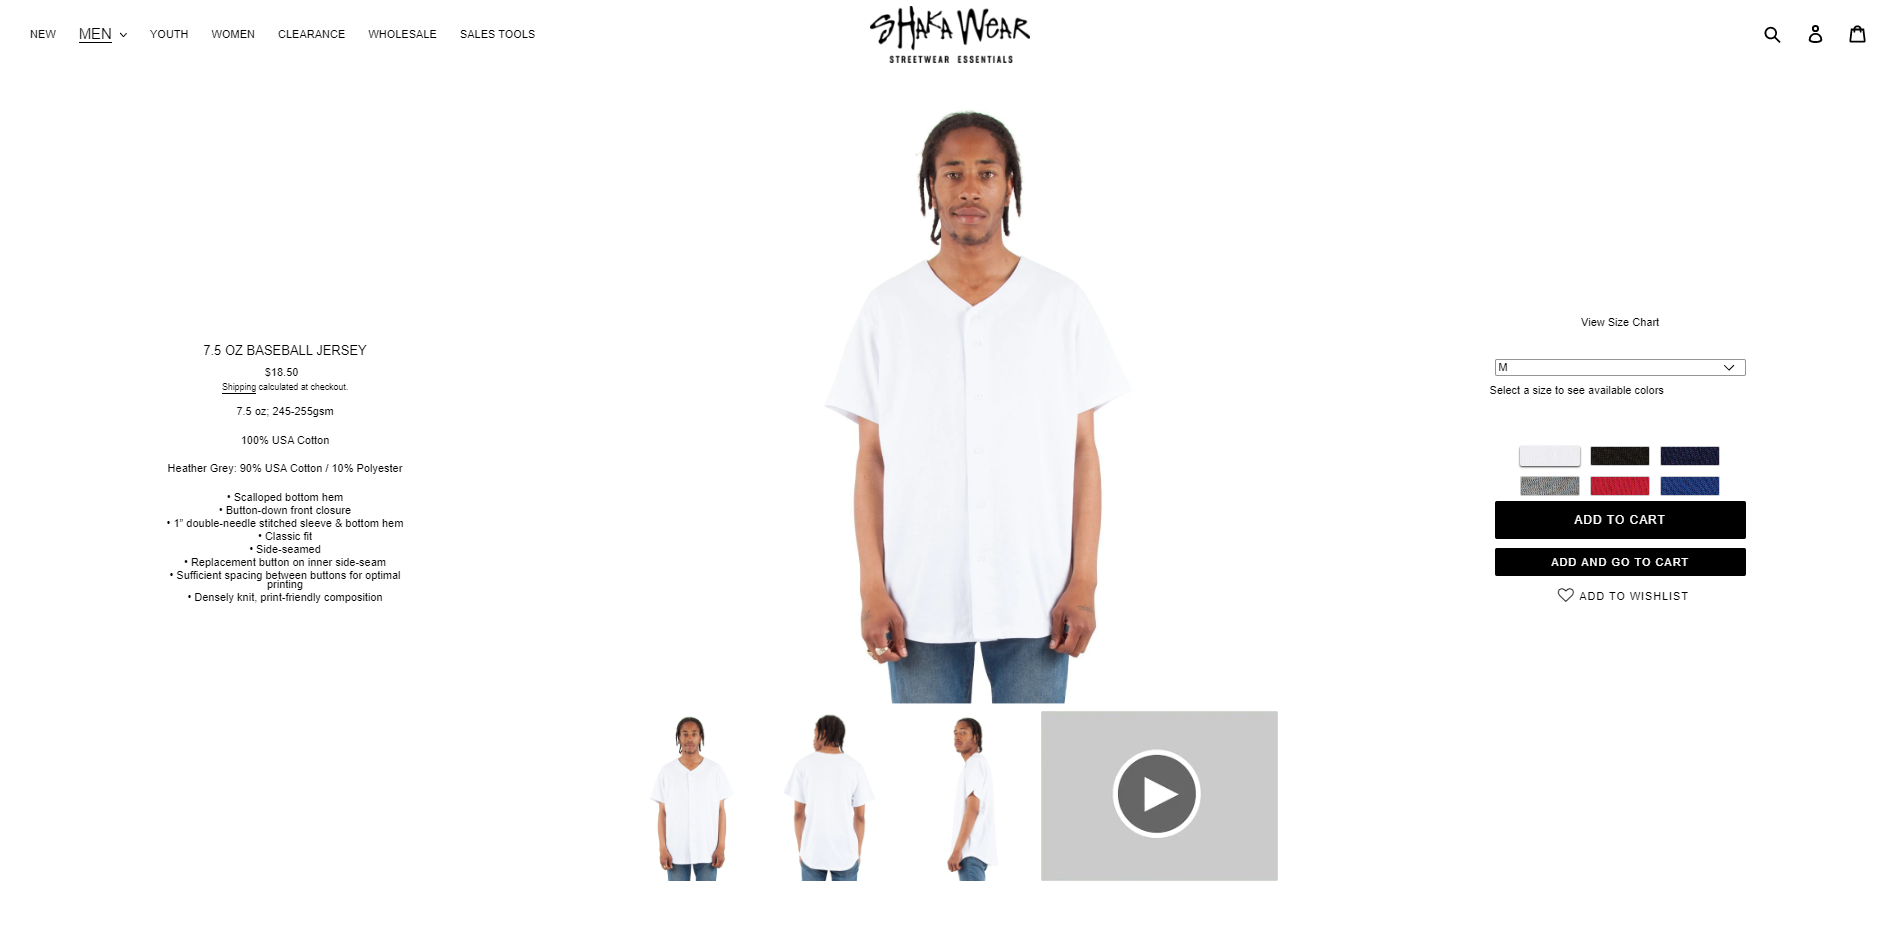 NEW
MEN
YOUTH
WOMEN
CLEARANCE
WHOLESALE
SALES TOOLS
SHAKA WEAR
STREETWEAR ESSENTIALS
7.5 OZ BASEBALL JERSEY
$18.50
Shipping calculated at checkout.
7.5 oz; 245-255gsm
100% USA Cotton
Heather Grey: 90% USA Cotton / 10% Polyester
• Scalloped bottom hem
• Button-down front closure
• 1” double-needle stitched sleeve & bottom hem
• Classic fit
• Side-seamed
• Replacement button on inner side-seam
• Sufficient spacing between buttons for optimal
printing
• Densely knit, print-friendly composition
View Size Chart
M
Select a size to see available colors
ADD TO CART
ADD AND GO TO CART
ADD TO WISHLIST